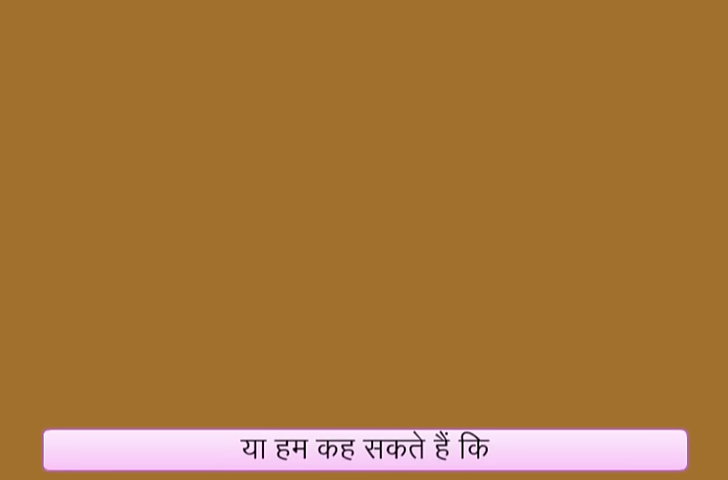 या हम कह सकते हैं कि